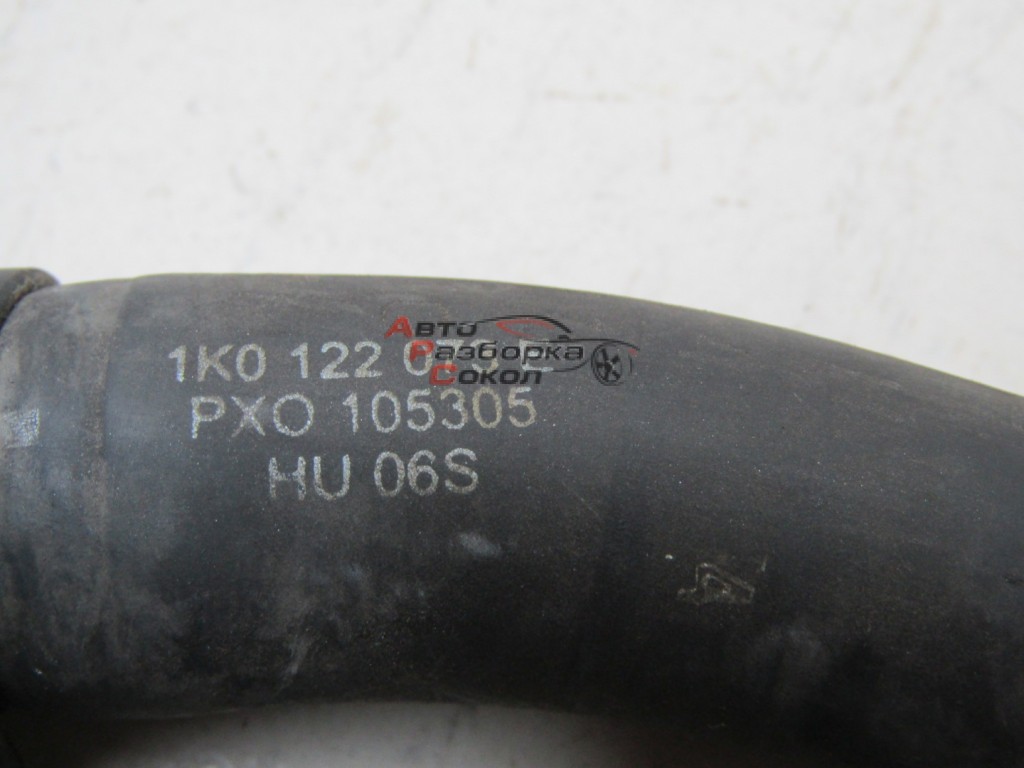 Авто
Разборка
Сокол
1K0 122
PXO 105305
HU 06S